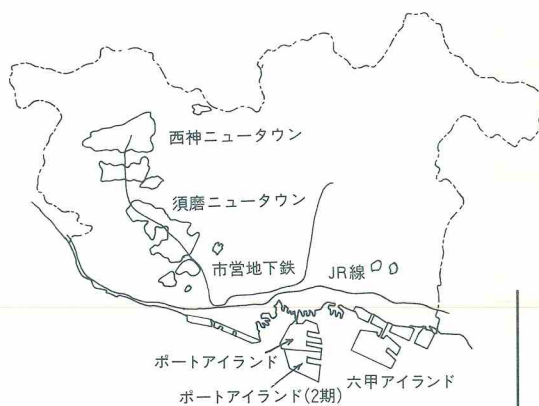 西神ニュータウン
須磨ニュータウン
市営地下鉄
JR線
ポートアイランド
六甲アイランド
ポートアイランド(2期)